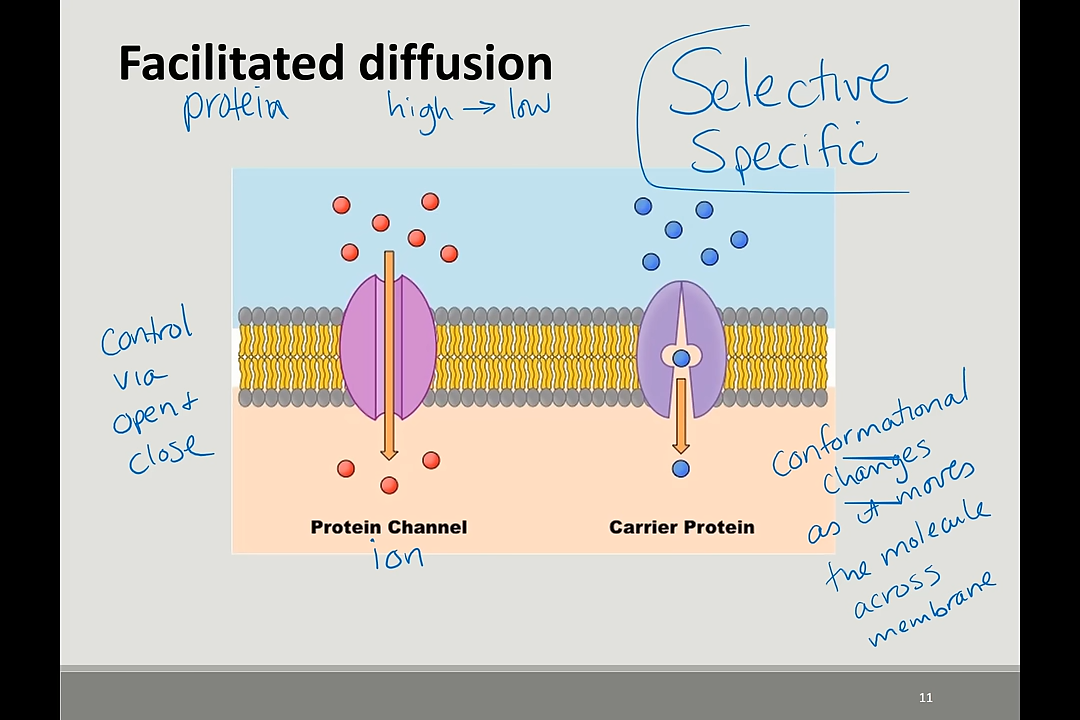 Facilitated diffusion
protein high → low
Selective
Specific
Control
via
open +
close
conformational
changes
as it moves
the molecule
across
membrane
Protein Channel
ion
Carrier Protein
11